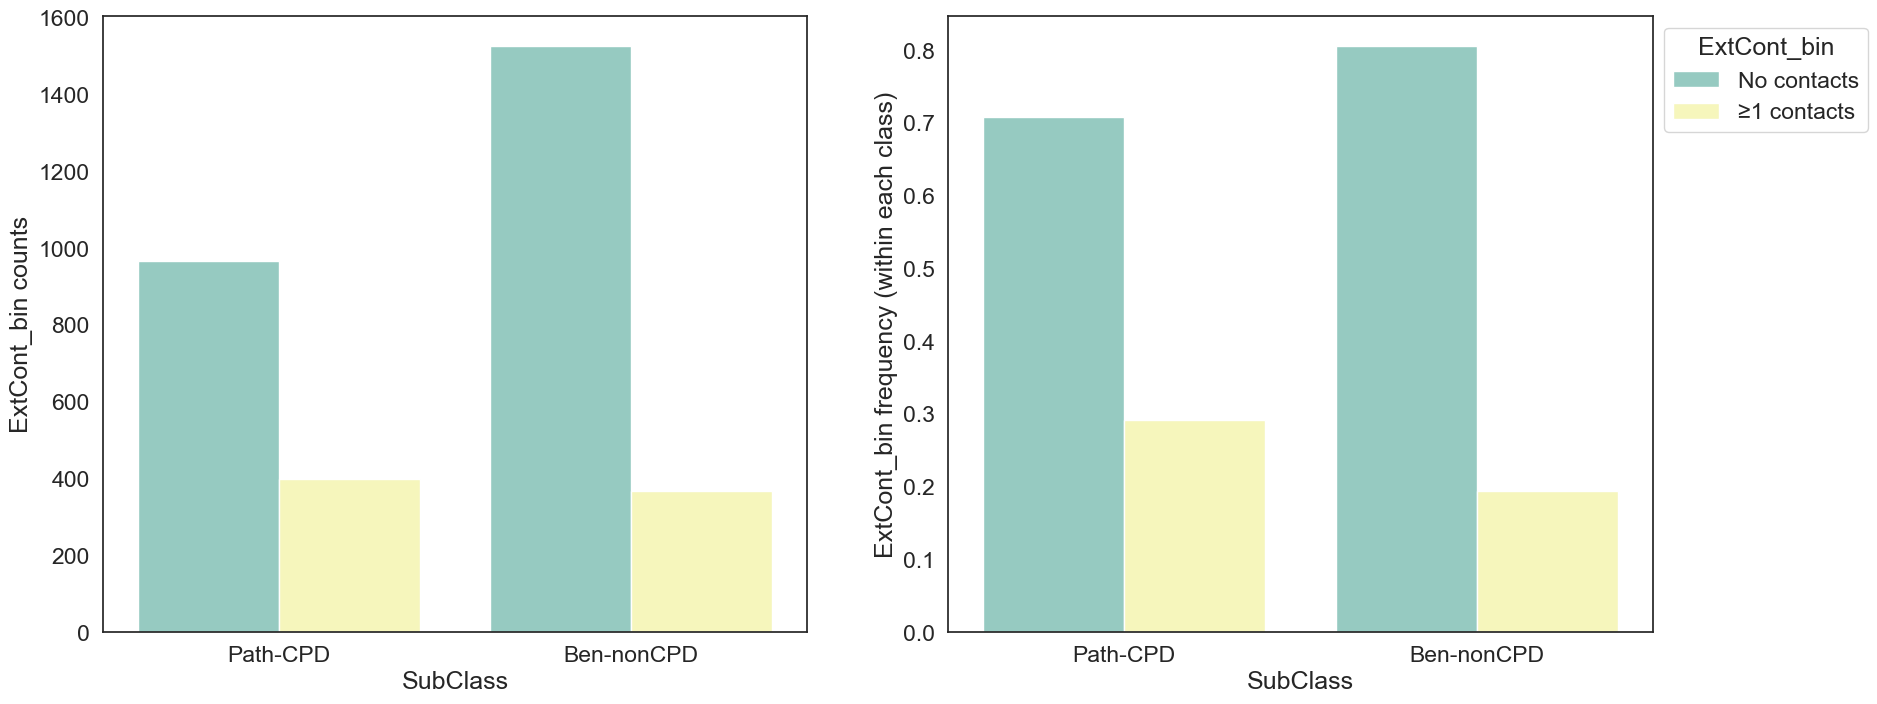 ExtCont_bin counts
1600
1400
1200
1000
800
600
400
200
0
Path-CPD
Ben-nonCPD
SubClass
ExtCont_bin frequency (within each class)
0.8
0.7
0.6
0.5
0.4
0.3
0.2
0.1
0.0
Path-CPD
Ben-nonCPD
SubClass
ExtCont_bin
No contacts
≥1 contacts